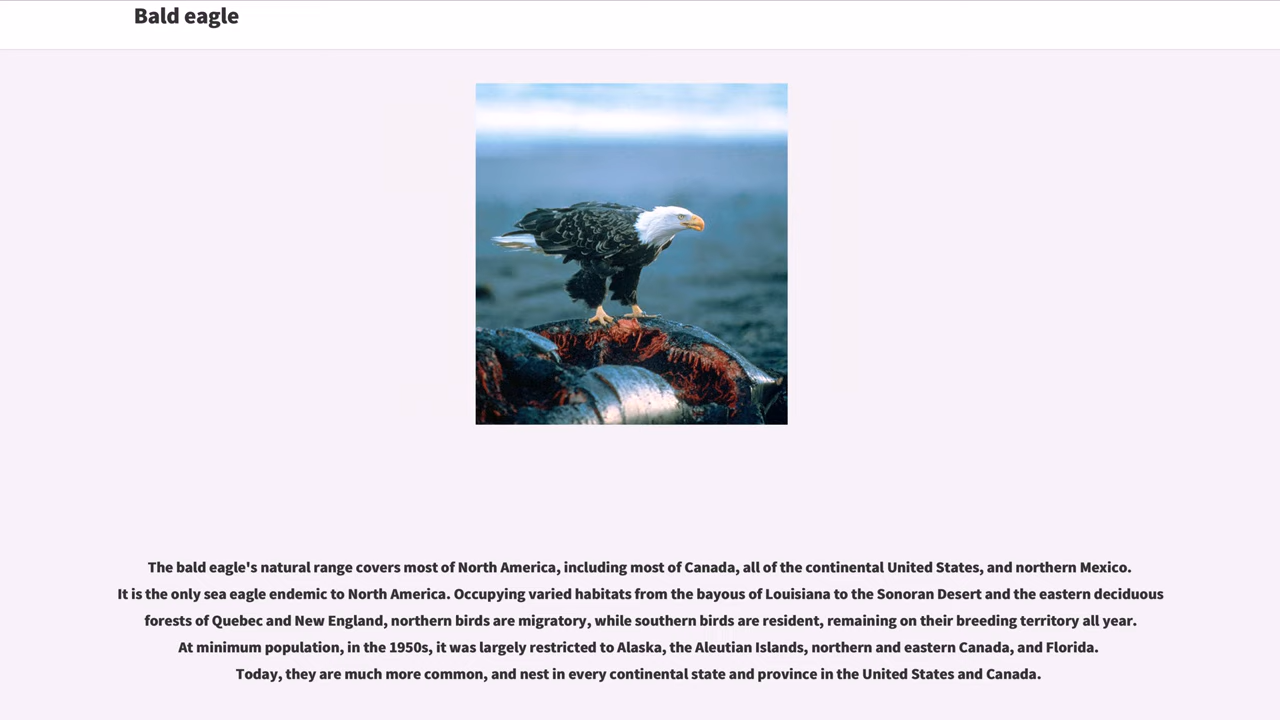 Bald eagle
The bald eagle's natural range covers most of North America, including most of Canada, all of the continental United States, and northern Mexico.
It is the only sea eagle endemic to North America. Occupying varied habitats from the bayous of Louisiana to the Sonoran Desert and the eastern deciduous
forests of Quebec and New England, northern birds are migratory, while southern birds are resident, remaining on their breeding territory all year.
At minimum population, in the 1950s, it was largely restricted to Alaska, the Aleutian Islands, northern and eastern Canada, and Florida.
Today, they are much more common, and nest in every continental state and province in the United States and Canada.